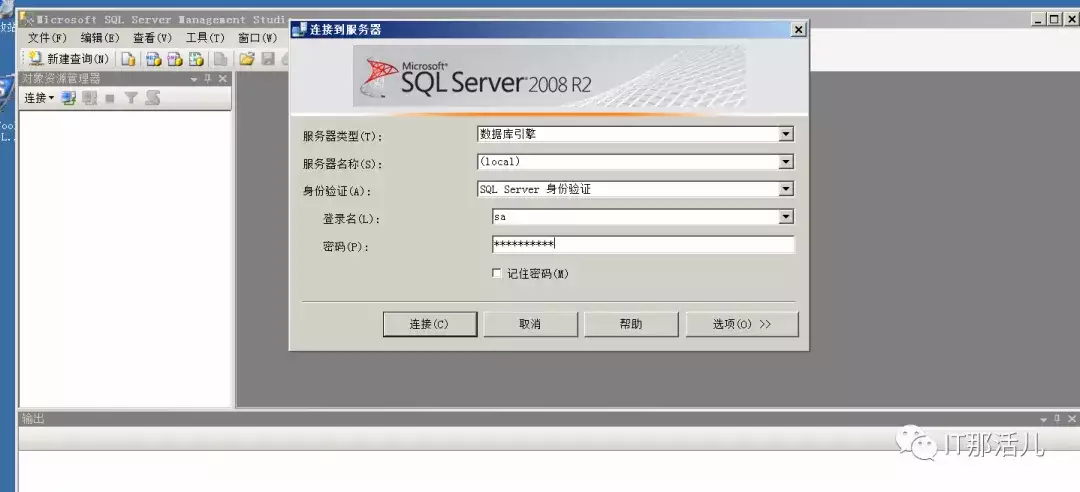 Microsoft SQL Server Management Studi
文件(F) 编辑(E) 查看(V) 工具(T) 窗口(W)
新建查询(N)
对象资源管理器
连接
连接到服务器
Microsoft
SQL Server 2008 R2
服务器类型(T): 数据库引擎
服务器名称(S): (local)
身份验证(A): SQL Server 身份验证
登录名(L): sa
密码(P): **********
记住密码(M)
连接(C) 取消 帮助 选项(O) >>
输出
IT那活儿